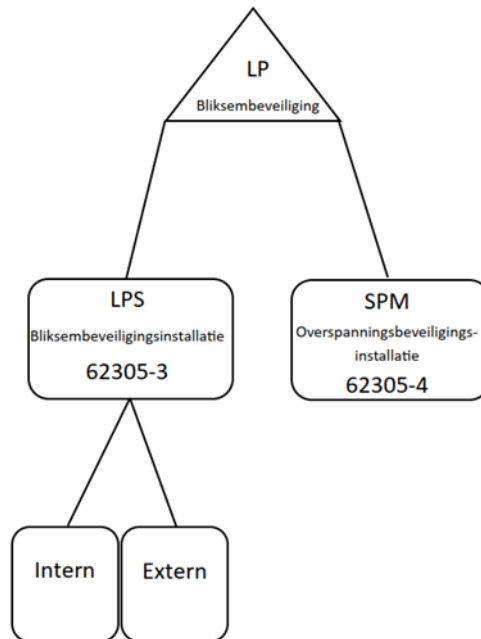 LP
Bliksembeveiliging
LPS
Bliksembeveiligingsinstallatie
62305-3
SPM
Overspanningsbeveiligings-
installatie
62305-4
Intern
Extern